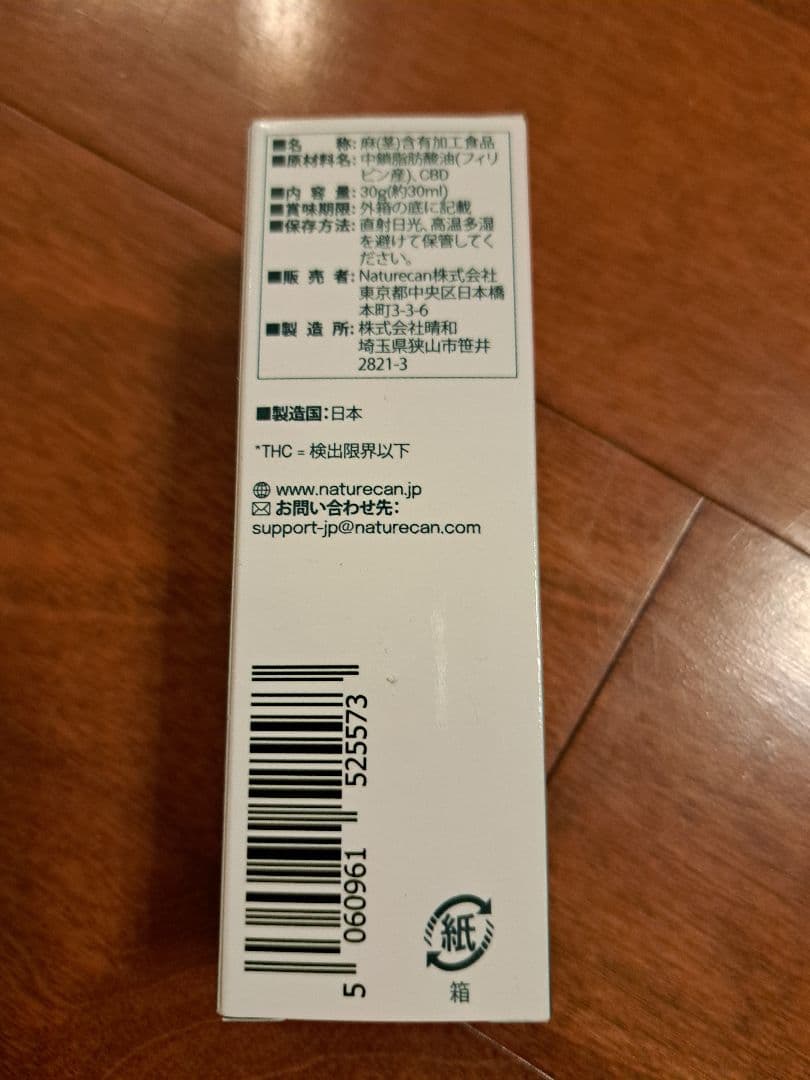 ■名称: 麻(茎)含有加工食品
■原材料名: 中鎖脂肪酸油(フィリ
ピン産)、CBD
■内容量: 30g(約30ml)
■賞味期限: 外箱の底に記載
■保存方法: 直射日光、高温多湿
を避けて保管してく
ださい。
■販売者: Naturecan株式会社
東京都中央区日本橋
本町3-3-6
■製造所: 株式会社晴和
埼玉県狭山市笹井
2821-3
■製造国:日本
*THC = 検出限界以下
www.naturecan.jp
お問い合わせ先:
support-jp@naturecan.com
5 060961 525573
紙
箱